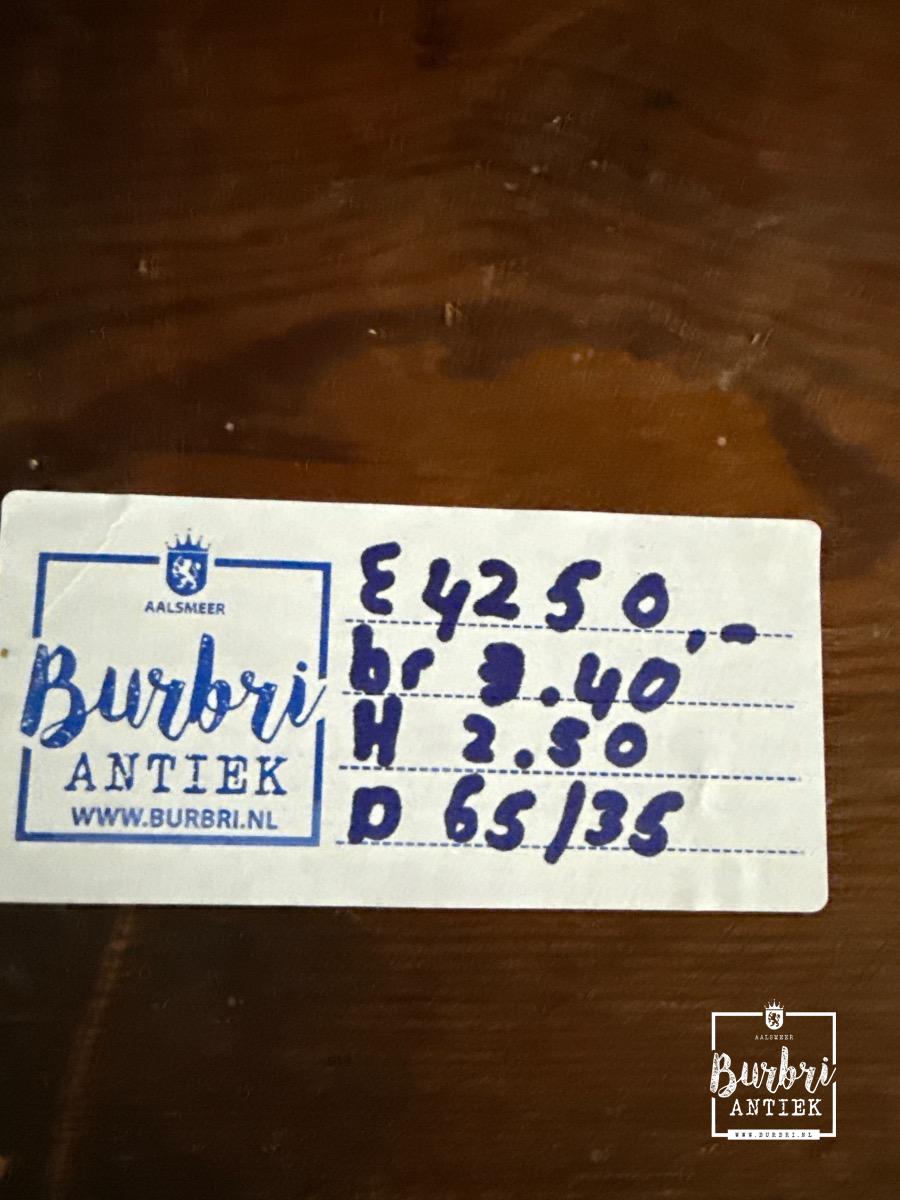 AALSMEER
Burbri
ANTIEK
WWW.BURBRI.NL
€ 4250,-
br 3.40
H 2.50
D 65/35
AALSMEER
Burbri
ANTIEK
WWW.BURBRI.NL